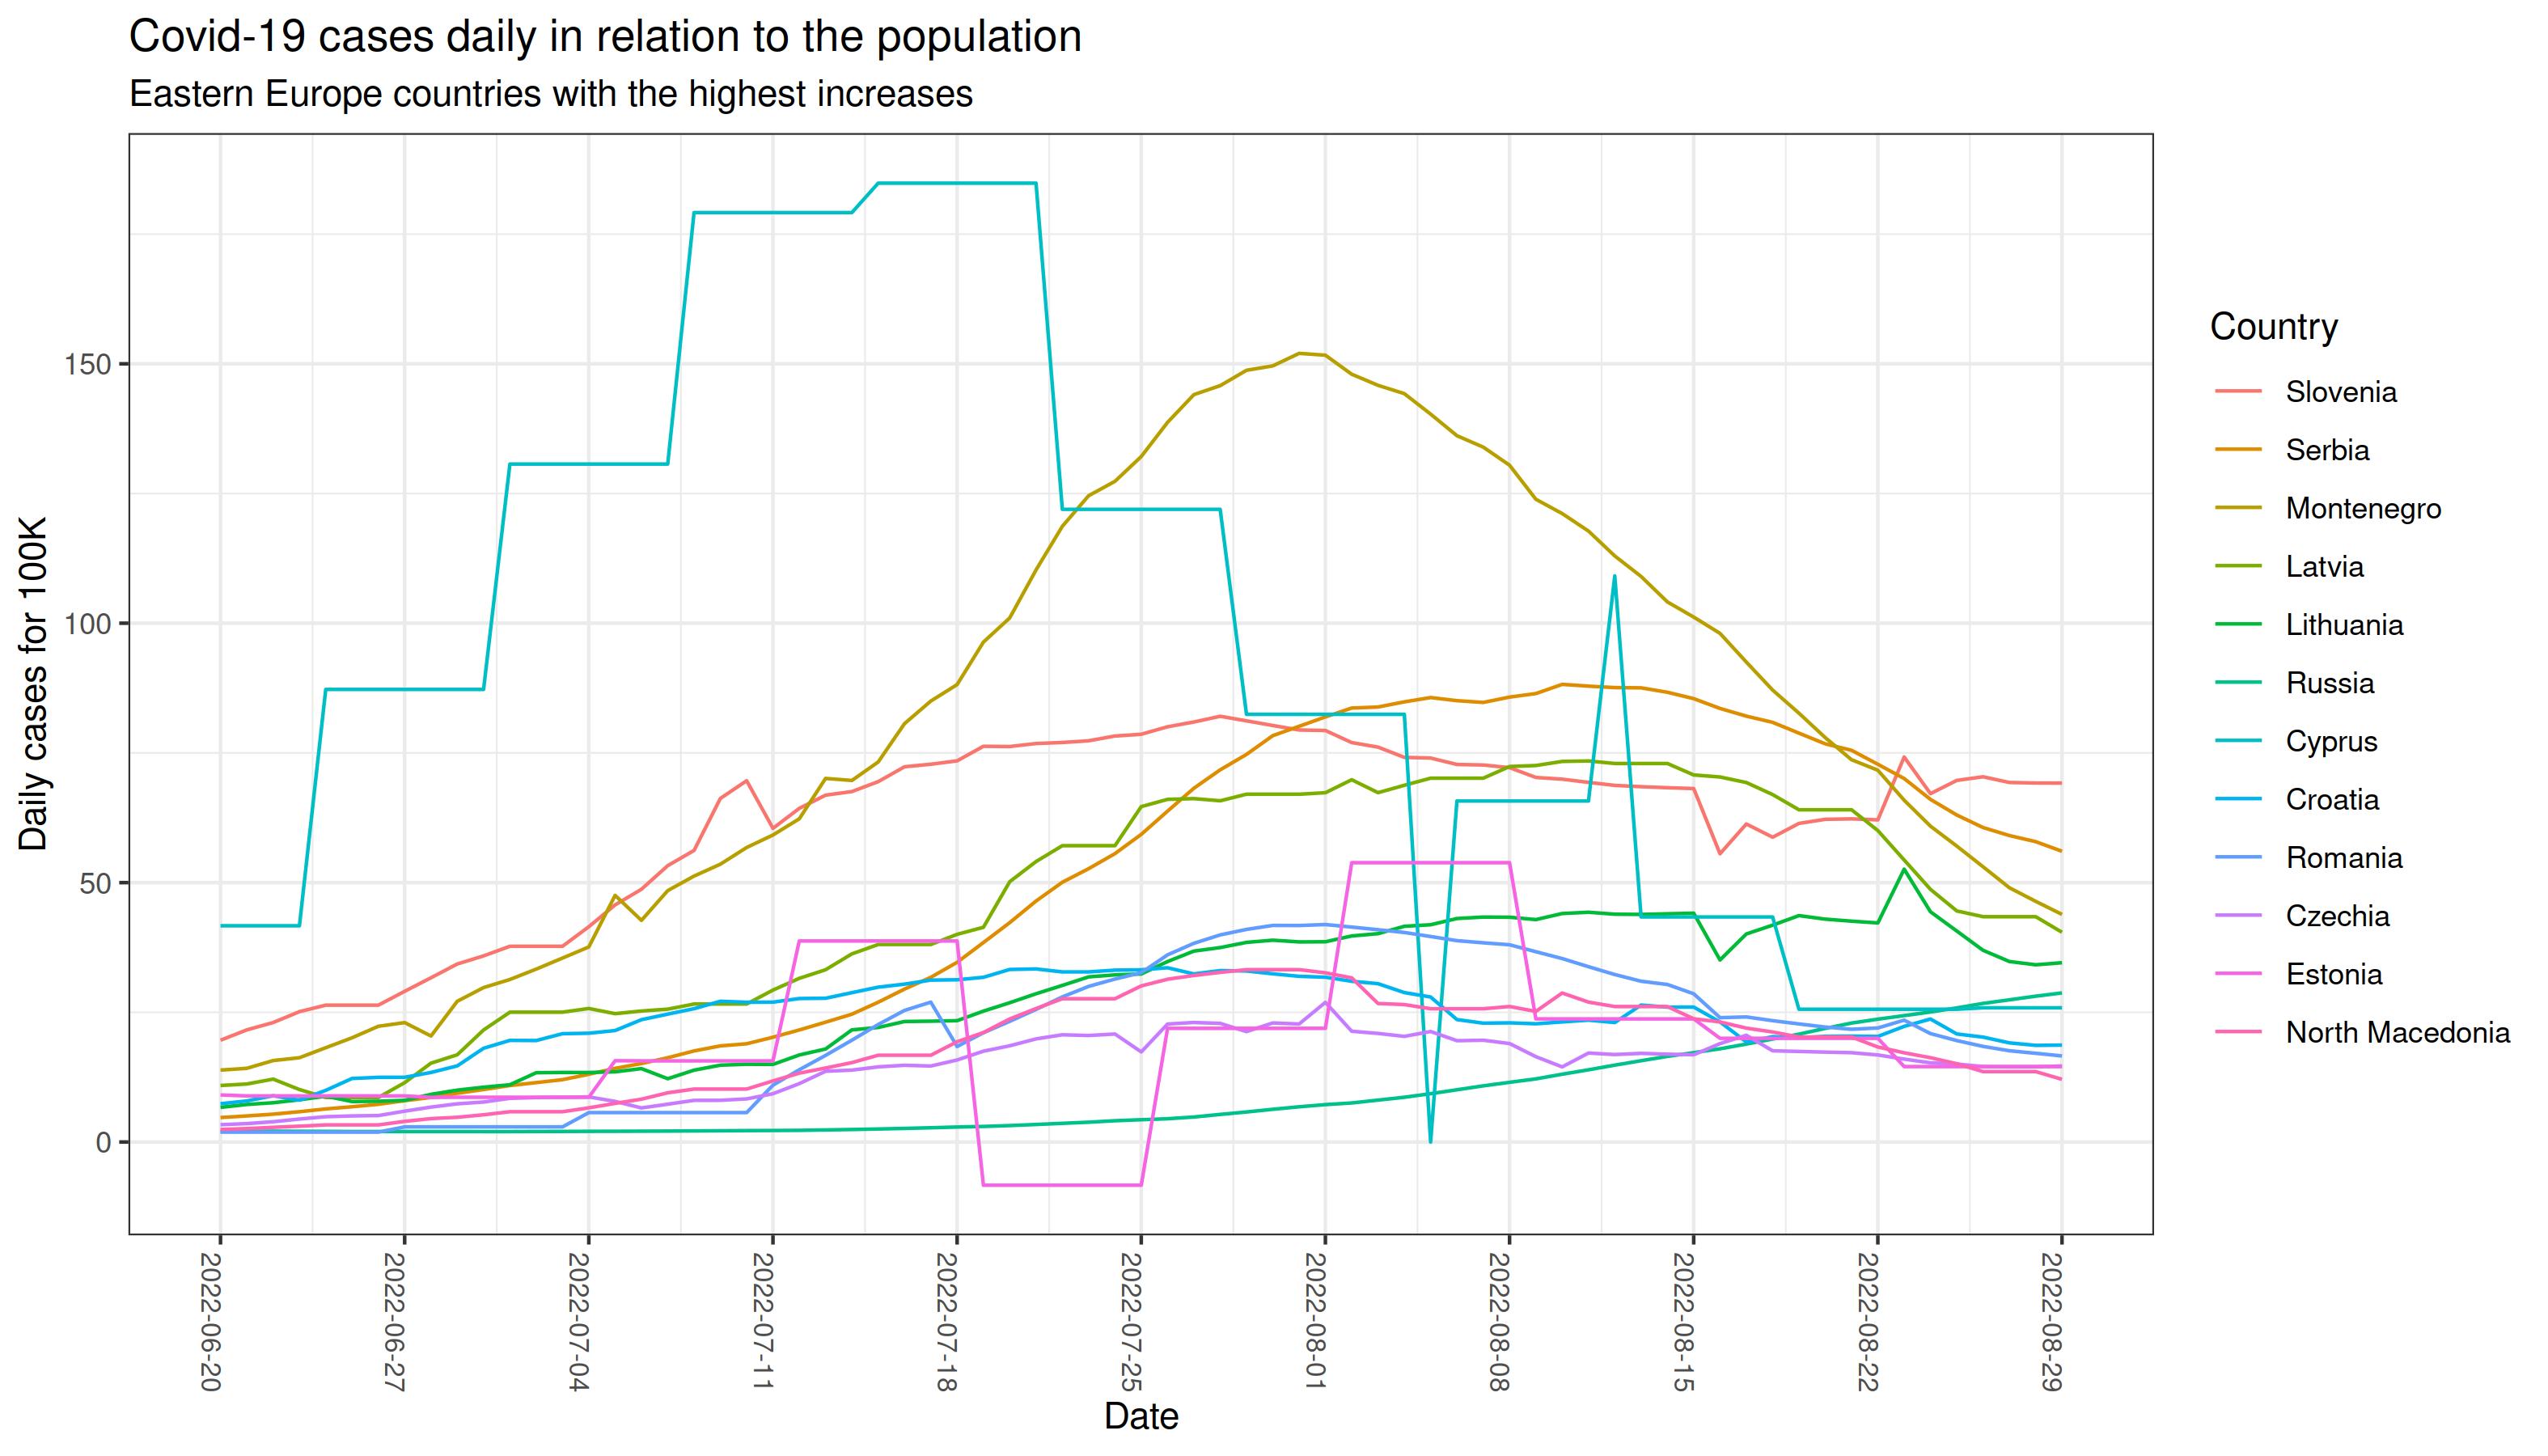 Covid-19 cases daily in relation to the population
Eastern Europe countries with the highest increases
Daily cases for 100K
150
100
50
0
2022-06-20
2022-06-27
2022-07-04
2022-07-11
2022-07-18
2022-07-25
2022-08-01
2022-08-08
2022-08-15
2022-08-22
2022-08-29
Date
Country
Slovenia
Serbia
Montenegro
Latvia
Lithuania
Russia
Cyprus
Croatia
Romania
Czechia
Estonia
North Macedonia